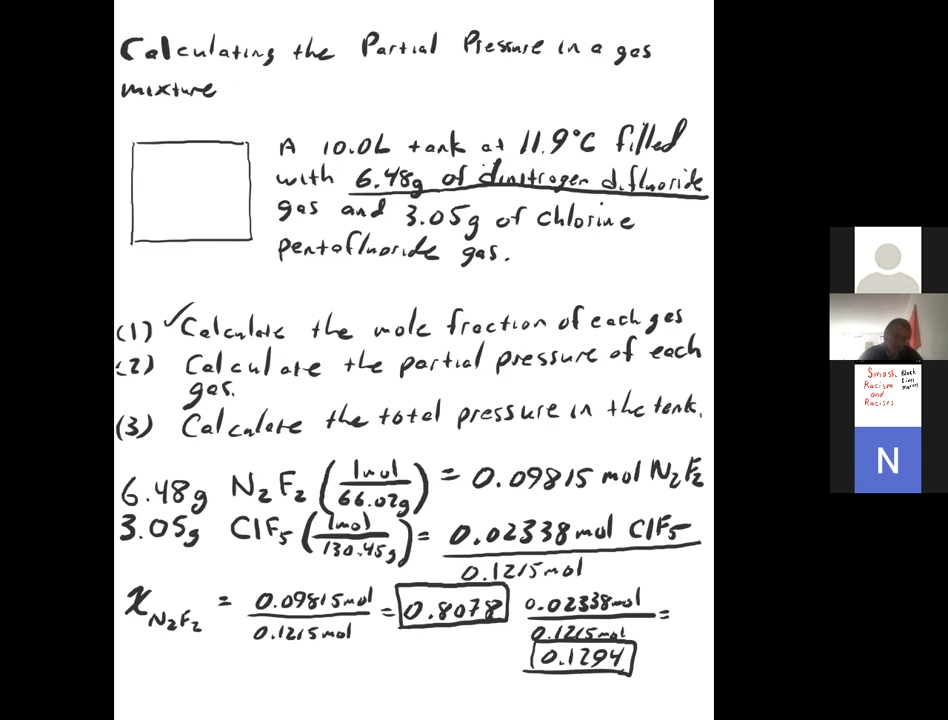 Calculating the Partial Pressure in a gas
mixture
A 10.0L tank at 11.9°C filled
with 6.48g of dinitrogen difluoride
gas and 3.05g of chlorine
pentafluoride gas.
(1) ✓Calculate the mole fraction of each gas
(2) Calculate the partial pressure of each
gas.
(3) Calculate the total pressure in the tank.
6.48g N₂F₂ (1mol/66.02g) = 0.09815 mol N₂F₂
3.05g ClF₅ (1mol/130.45g) = 0.02338 mol ClF₅
0.1215mol
X N₂F₂ = 0.09815mol/0.1215mol = 0.8078
0.02338mol/0.1215mol =
0.1294
Smash
Racism
and
Racists
Black
Lives
Matter
N